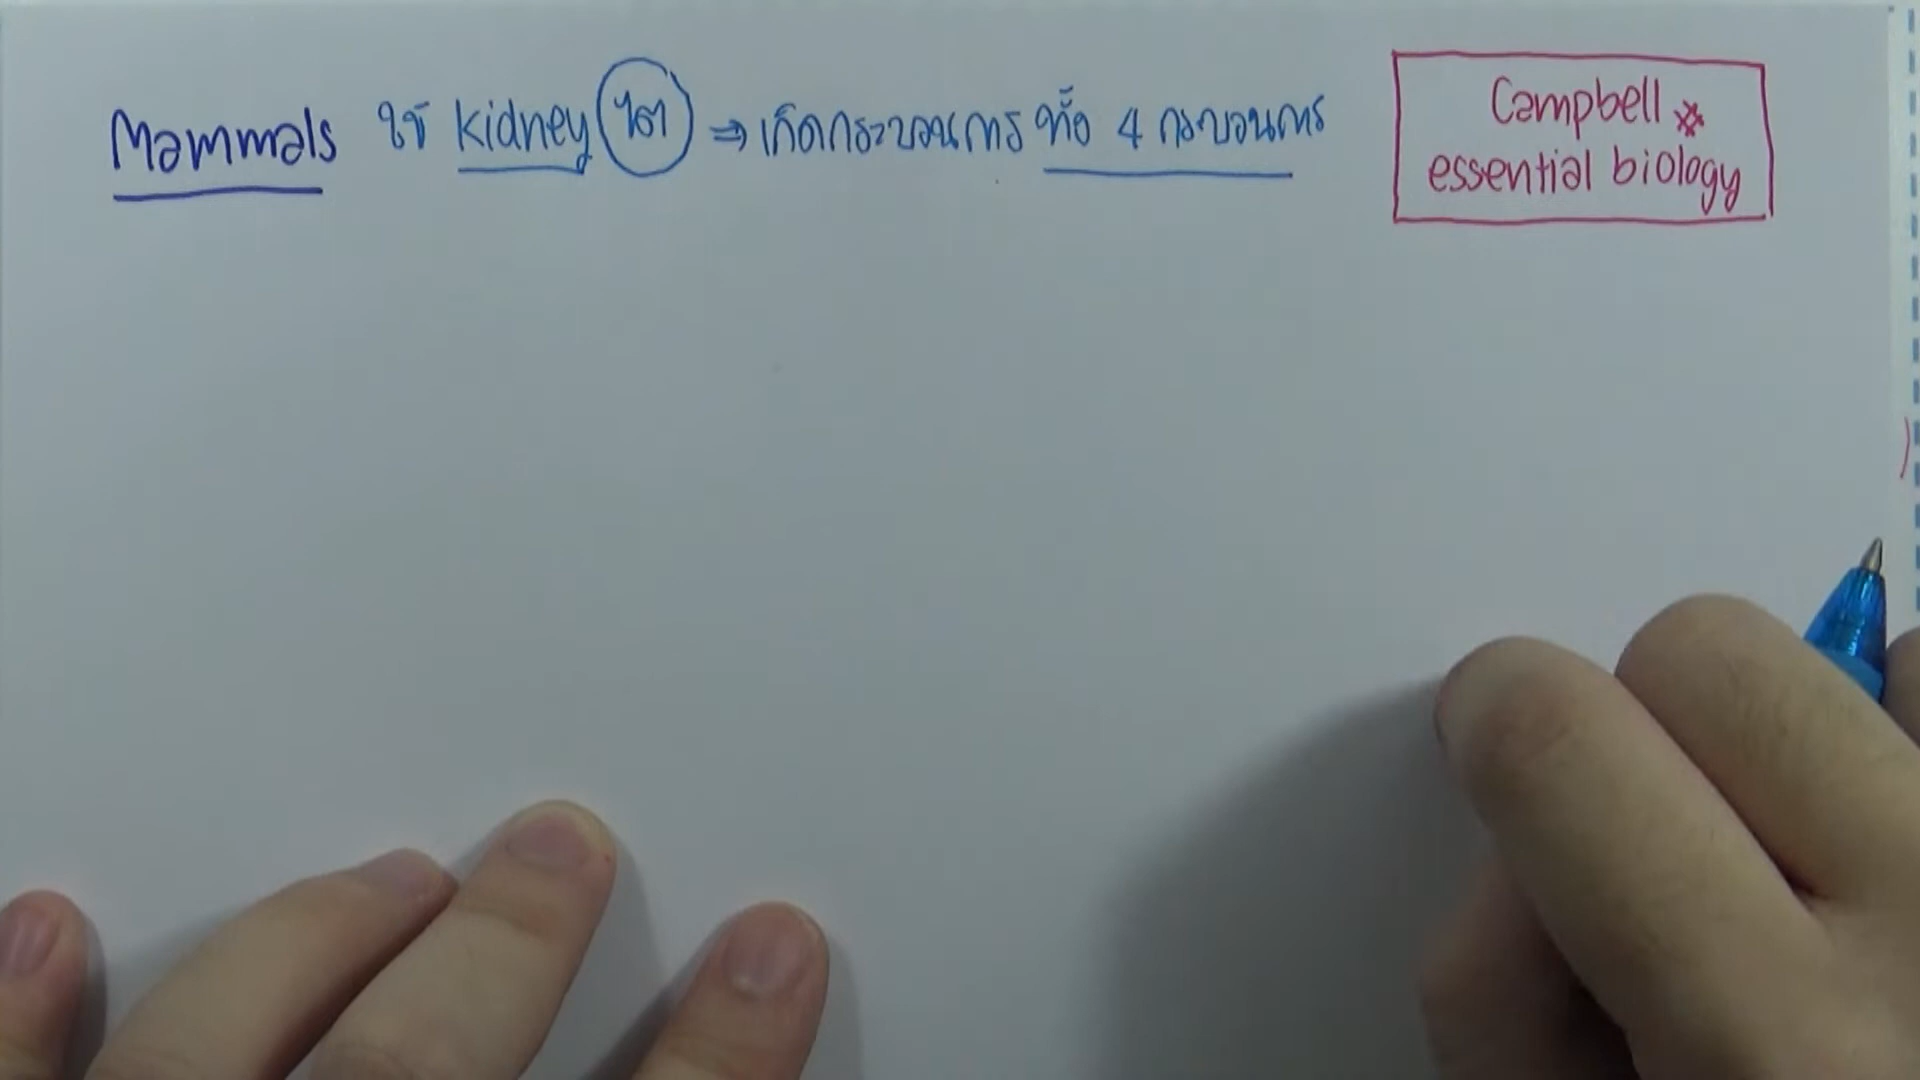 Mammals ใช้ kidney ไต ⇒ เกิดกระบวนการ ทั้ง 4 กระบวนการ
Campbell
essential biology